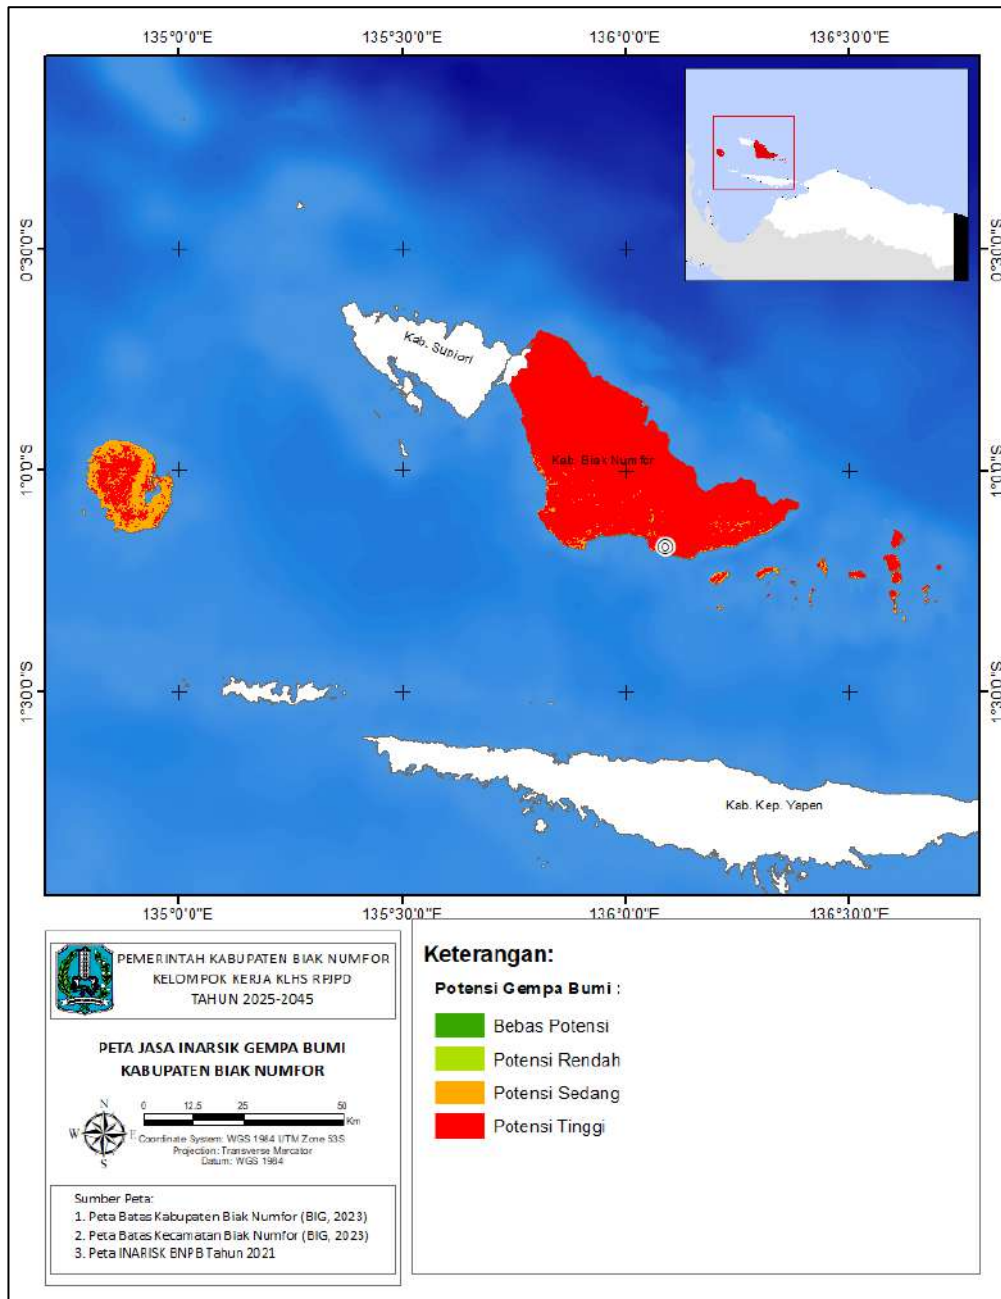 135°0'0"E 135°30'0"E 136°0'0"E 136°30'0"E
0°30'0"S 0°30'0"S
Kab. Supiori
Kab. Biak Numfor
1°0'0"S 1°0'0"S
1°30'0"S 1°30'0"S
Kab. Kep. Yapen
135°0'0"E 135°30'0"E 136°0'0"E 136°30'0"E
PEMERINTAH KABUPATEN BIAK NUMFOR
KELOMPOK KERJA KLHS RPJPD
TAHUN 2025-2045
PETA JASA INARSIK GEMPA BUMI
KABUPATEN BIAK NUMFOR
N
W E
S
0 12.5 25 50
Km
Coordinate System: WGS 1984 UTM Zone 53S
Projection: Transverse Mercator
Datum: WGS 1984
Sumber Peta:
1. Peta Batas Kabupaten Biak Numfor (BIG, 2023)
2. Peta Batas Kecamatan Biak Numfor (BIG, 2023)
3. Peta INARISK BNPB Tahun 2021
Keterangan:
Potensi Gempa Bumi :
Bebas Potensi
Potensi Rendah
Potensi Sedang
Potensi Tinggi